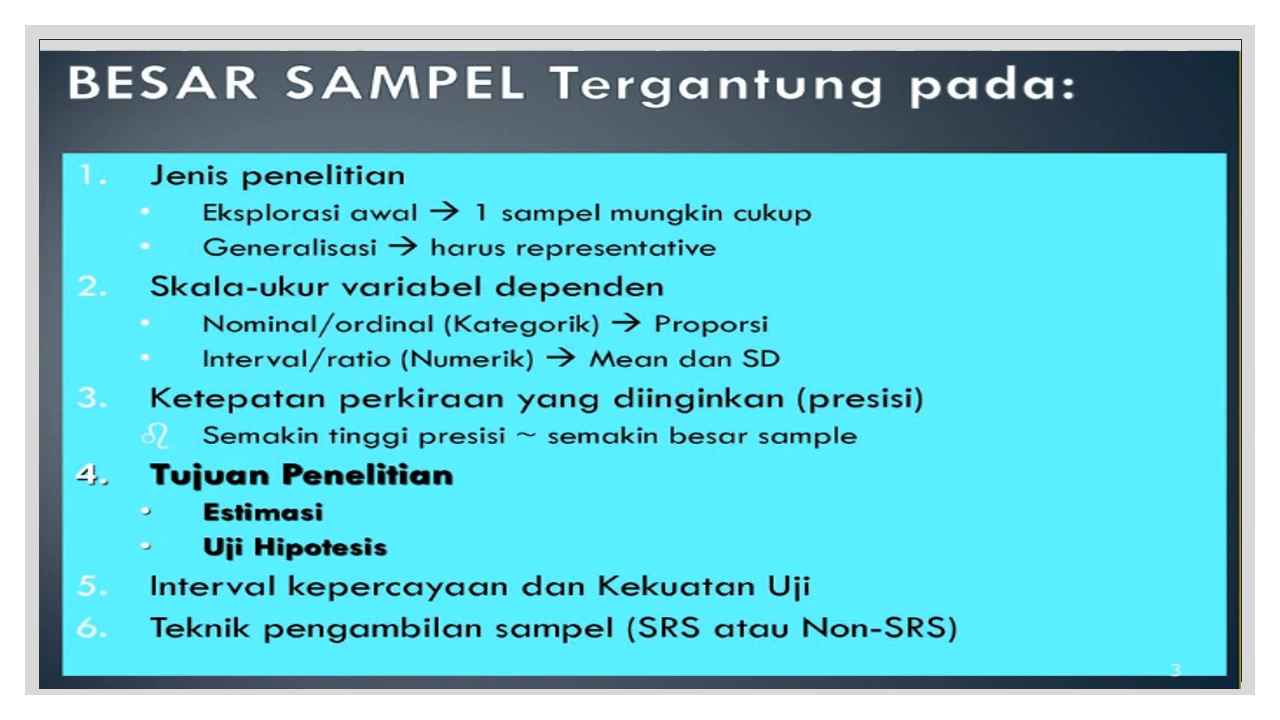 BESAR SAMPEL Tergantung pada:
1. Jenis penelitian
• Eksplorasi awal → 1 sampel mungkin cukup
• Generalisasi → harus representative
2. Skala-ukur variabel dependen
• Nominal/ordinal (Kategorik) → Proporsi
• Interval/ratio (Numerik) → Mean dan SD
3. Ketepatan perkiraan yang diinginkan (presisi)
♌ Semakin tinggi presisi ~ semakin besar sample
4. Tujuan Penelitian
• Estimasi
• Uji Hipotesis
5. Interval kepercayaan dan Kekuatan Uji
6. Teknik pengambilan sampel (SRS atau Non-SRS)
3